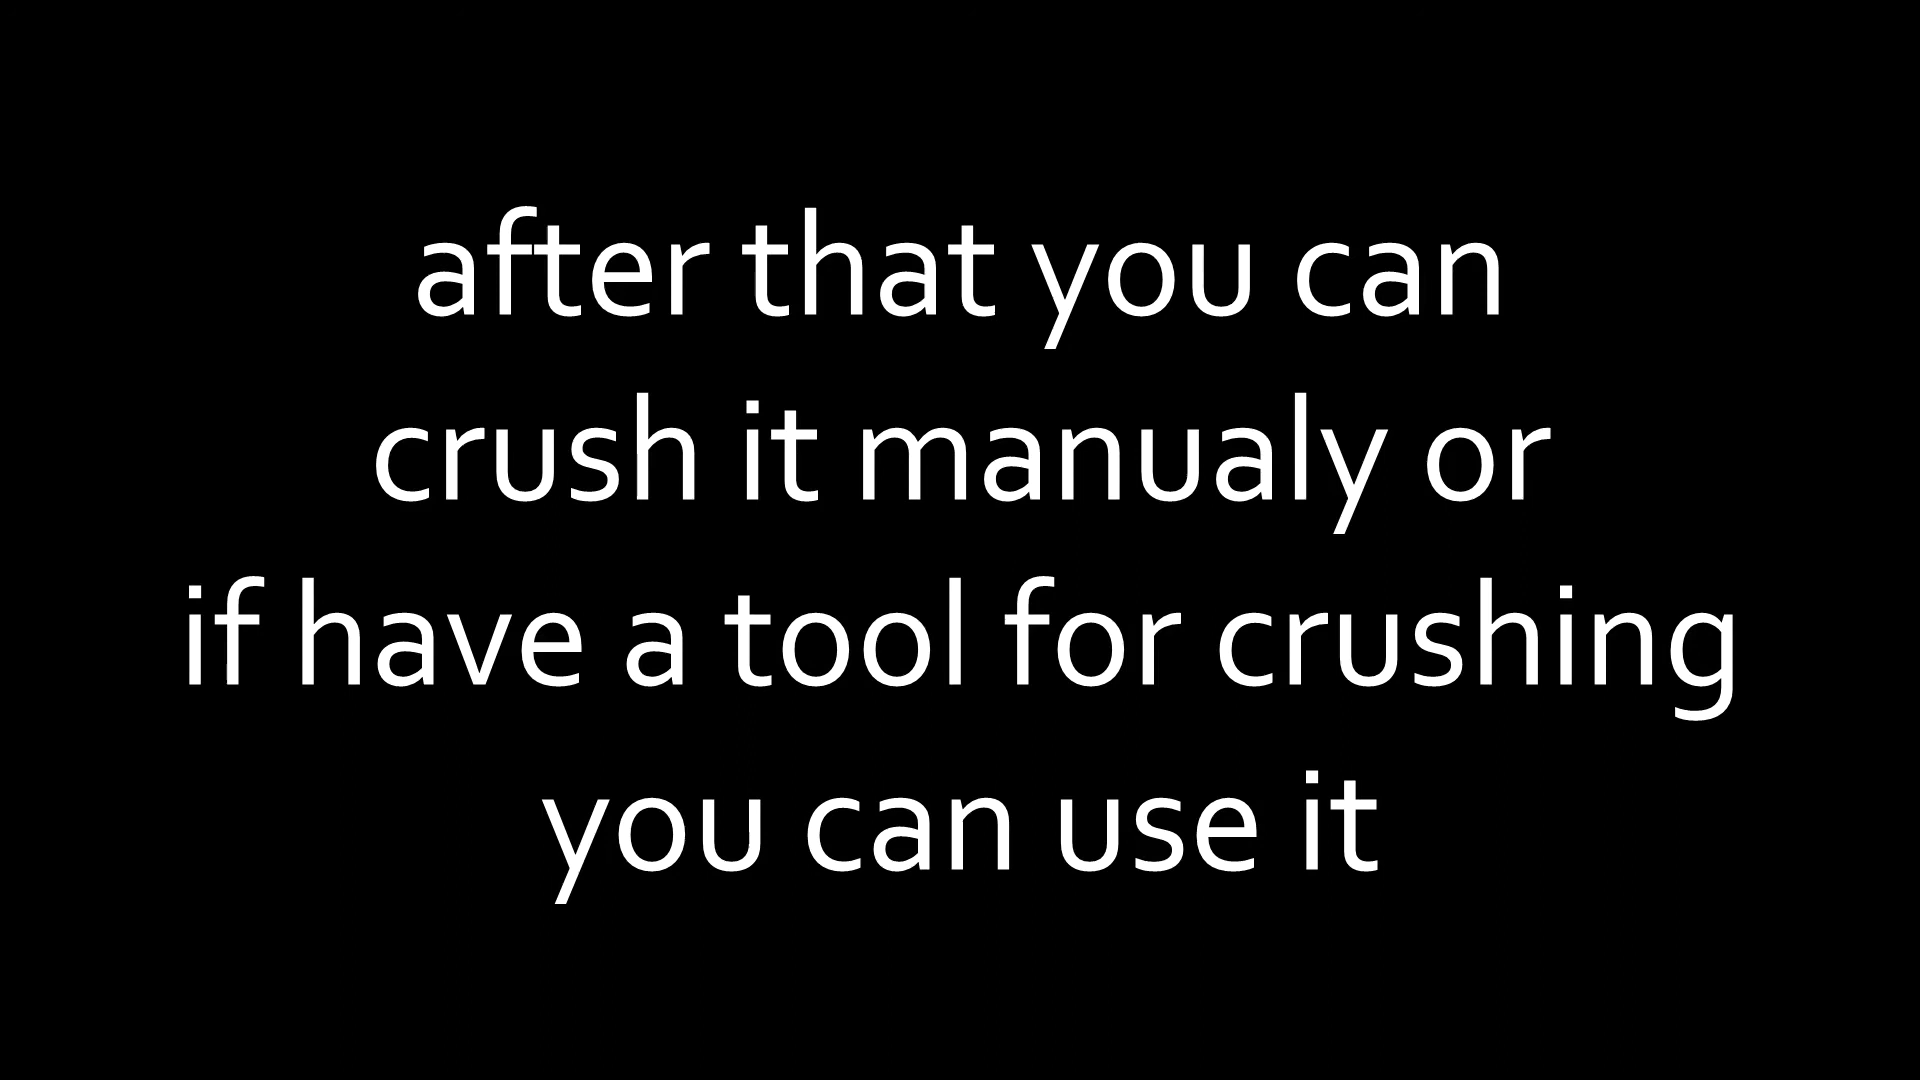 after that you can
crush it manualy or
if have a tool for crushing
you can use it